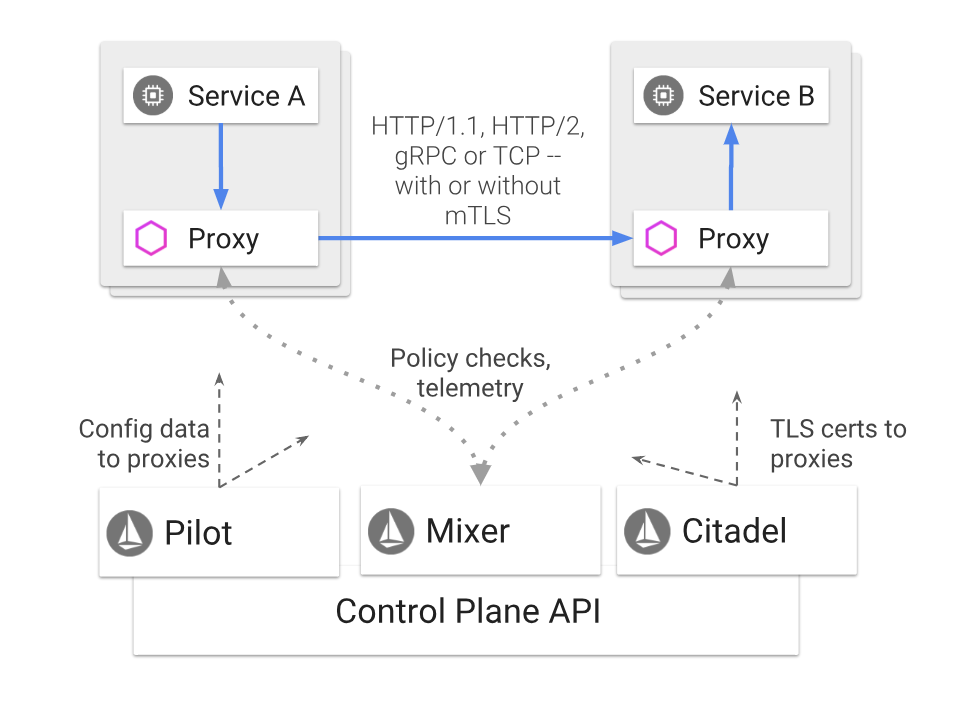 Service A
Service B
HTTP/1.1, HTTP/2,
gRPC or TCP --
with or without
mTLS
Proxy
Proxy
Policy checks,
telemetry
Config data
to proxies
TLS certs to
proxies
Pilot
Mixer
Citadel
Control Plane API